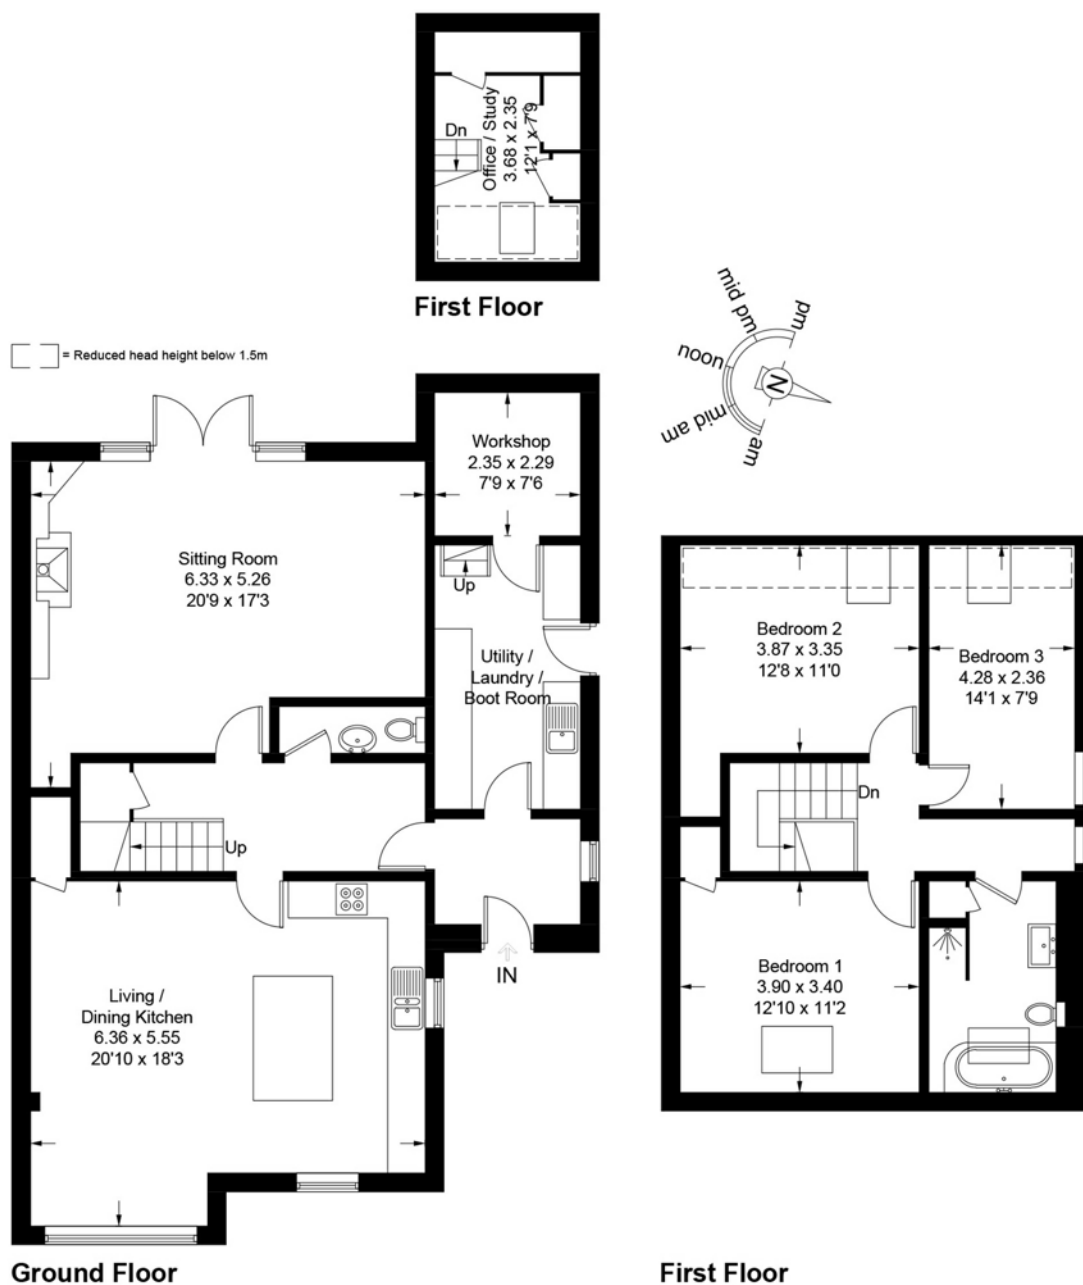 Dn
Office / Study
3.68 x 2.35
12'1 x 7'9
First Floor
= Reduced head height below 1.5m
mid pm
pm
noon
N
mid am
am
Workshop
2.35 x 2.29
7'9 x 7'6
Sitting Room
6.33 x 5.26
20'9 x 17'3
Up
Utility /
Laundry /
Boot Room
Up
IN
Living /
Dining Kitchen
6.36 x 5.55
20'10 x 18'3
Ground Floor
Bedroom 2
3.87 x 3.35
12'8 x 11'0
Bedroom 3
4.28 x 2.36
14'1 x 7'9
Dn
Bedroom 1
3.90 x 3.40
12'10 x 11'2
First Floor